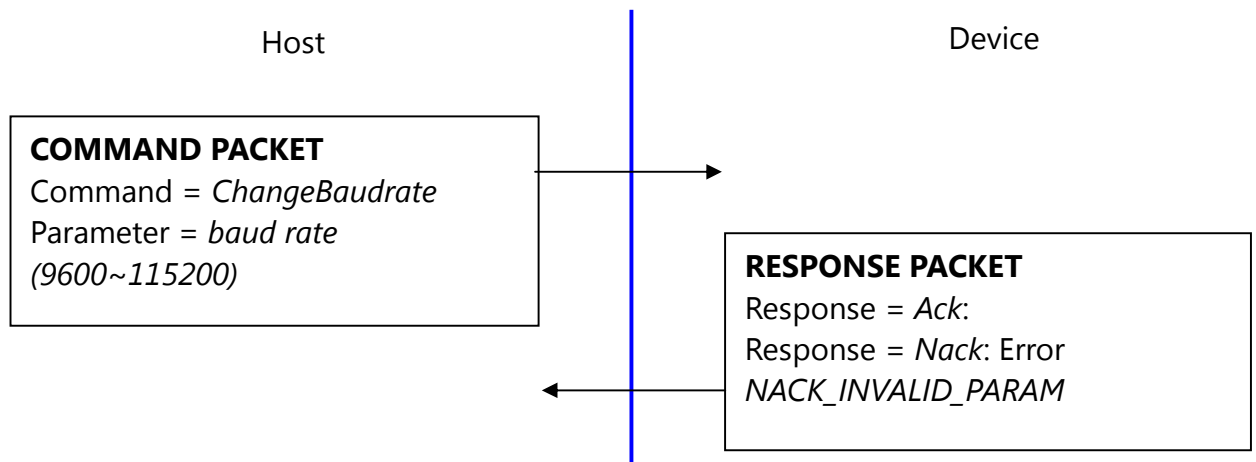 Host
Device
COMMAND PACKET
Command = ChangeBaudrate
Parameter = baud rate
(9600~115200)
RESPONSE PACKET
Response = Ack:
Response = Nack: Error
NACK_INVALID_PARAM